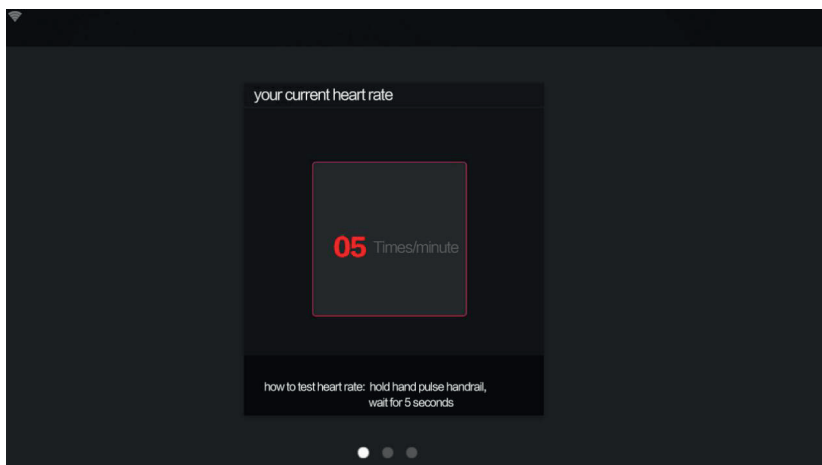 your current heart rate
05 Times/minute
how to test heart rate: hold hand pulse handrail,
wait for 5 seconds